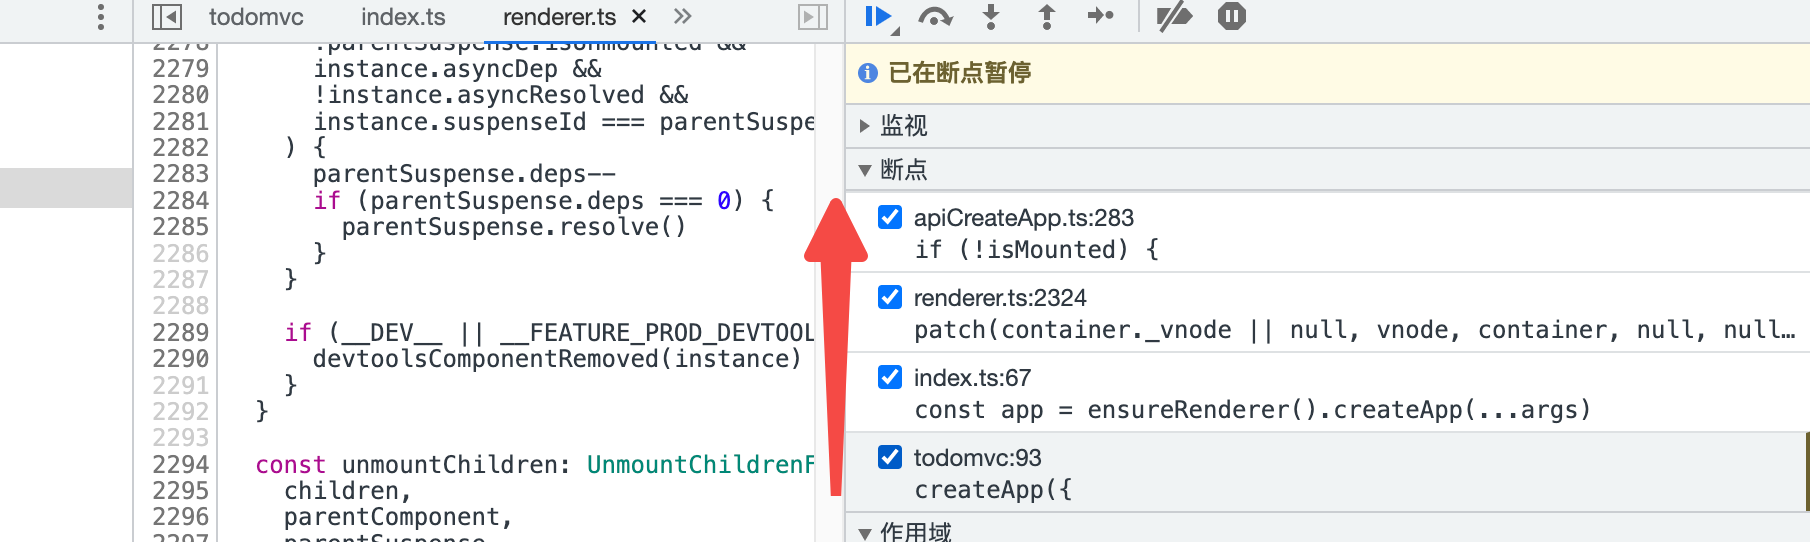 todomvc index.ts renderer.ts × »
2278 !parentSuspense.isUnmounted &&
2279 instance.asyncDep &&
2280 !instance.asyncResolved &&
2281 instance.suspenseId === parentSuspe
2282 ) {
2283 parentSuspense.deps--
2284 if (parentSuspense.deps === 0) {
2285 parentSuspense.resolve()
2286 }
2287 }
2288
2289 if (__DEV__ || __FEATURE_PROD_DEVTOOL
2290 devtoolsComponentRemoved(instance)
2291 }
2292 }
2293
2294 const unmountChildren: UnmountChildrenF
2295 children,
2296 parentComponent,
2297 parentSuspense,
已在断点暂停
监视
断点
apiCreateApp.ts:283
if (!isMounted) {
renderer.ts:2324
patch(container._vnode || null, vnode, container, null, null…
index.ts:67
const app = ensureRenderer().createApp(...args)
todomvc:93
createApp({
作用域